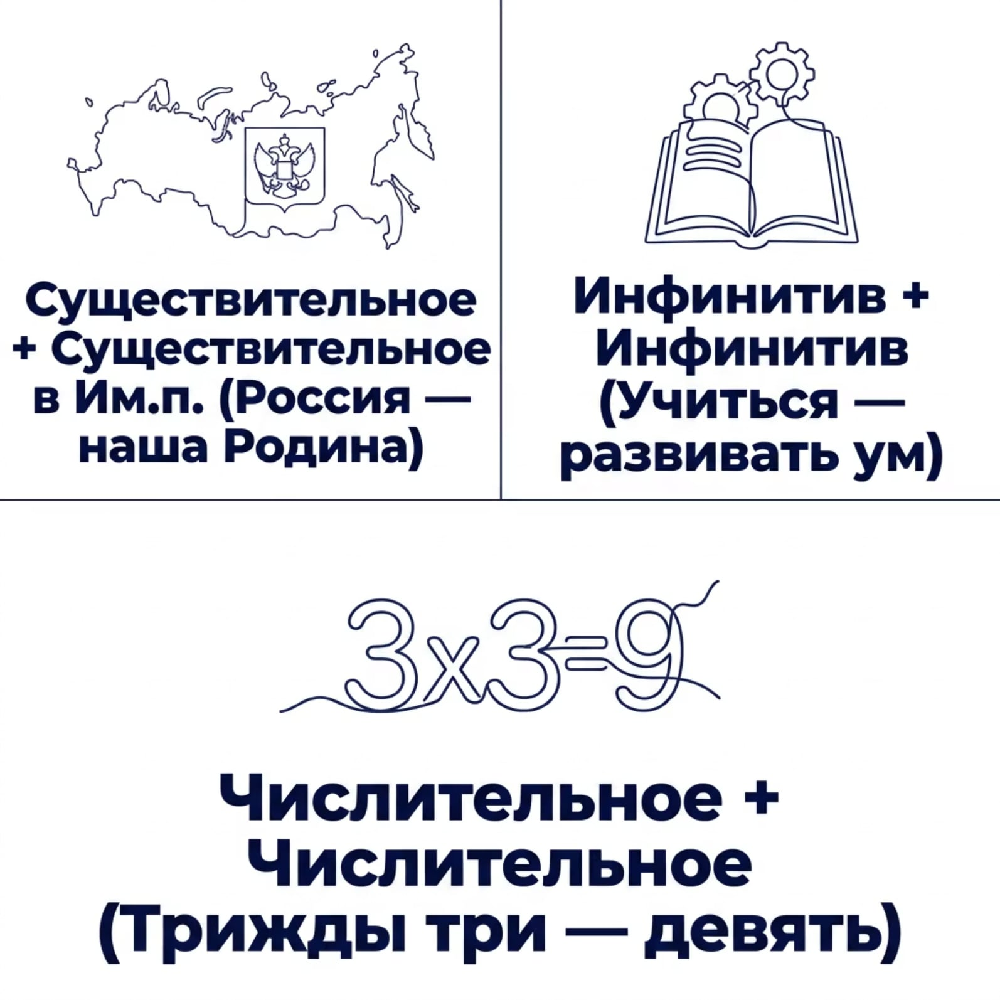 Существительное
+ Существительное
в Им.п. (Россия —
наша Родина)
Инфинитив +
Инфинитив
(Учиться —
развивать ум)
3x3=9
Числительное +
Числительное
(Трижды три — девять)